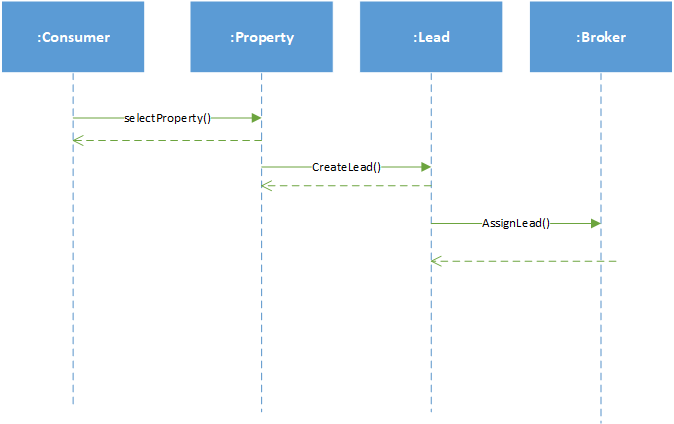 :Consumer
:Property
:Lead
:Broker
selectProperty()
CreateLead()
AssignLead()